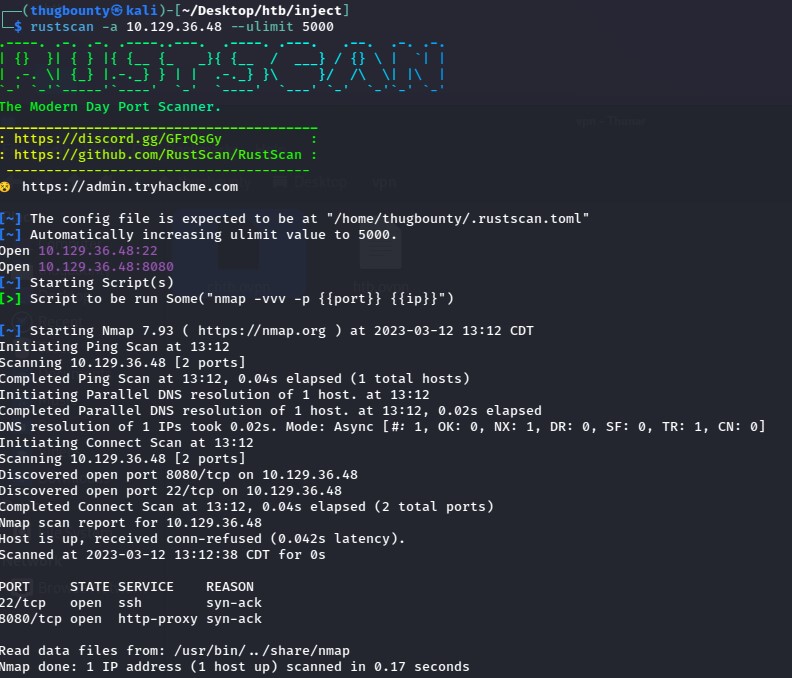 ┌──(thugbounty㉿kali)-[~/Desktop/htb/inject]
└─$ rustscan -a 10.129.36.48 --ulimit 5000
.----. .-. .-. .----..---.  .----. .---.   .--.  .-. .-.
| {}  }| { } |{ {__ {_   _}{ {__  /  ___} / {} \ |  `| |
| .-. \| {_} |.-._} } | |  .-._} }\     }/  /\  \| |\  |
`-' `-'`-----'`----'  `-'  `----'  `---' `-'  `-'`-' `-'
The Modern Day Port Scanner.
________________________________________
: https://discord.gg/GFrQsGy           :
: https://github.com/RustScan/RustScan :
 --------------------------------------
😵 https://admin.tryhackme.com
[~] The config file is expected to be at "/home/thugbounty/.rustscan.toml"
[~] Automatically increasing ulimit value to 5000.
Open 10.129.36.48:22
Open 10.129.36.48:8080
[~] Starting Script(s)
[>] Script to be run Some("nmap -vvv -p {{port}} {{ip}}")
[~] Starting Nmap 7.93 ( https://nmap.org ) at 2023-03-12 13:12 CDT
Initiating Ping Scan at 13:12
Scanning 10.129.36.48 [2 ports]
Completed Ping Scan at 13:12, 0.04s elapsed (1 total hosts)
Initiating Parallel DNS resolution of 1 host. at 13:12
Completed Parallel DNS resolution of 1 host. at 13:12, 0.02s elapsed
DNS resolution of 1 IPs took 0.02s. Mode: Async [#: 1, OK: 0, NX: 1, DR: 0, SF: 0, TR: 1, CN: 0]
Initiating Connect Scan at 13:12
Scanning 10.129.36.48 [2 ports]
Discovered open port 8080/tcp on 10.129.36.48
Discovered open port 22/tcp on 10.129.36.48
Completed Connect Scan at 13:12, 0.04s elapsed (2 total ports)
Nmap scan report for 10.129.36.48
Host is up, received conn-refused (0.042s latency).
Scanned at 2023-03-12 13:12:38 CDT for 0s
PORT     STATE SERVICE    REASON
22/tcp   open  ssh        syn-ack
8080/tcp open  http-proxy syn-ack
Read data files from: /usr/bin/../share/nmap
Nmap done: 1 IP address (1 host up) scanned in 0.17 seconds